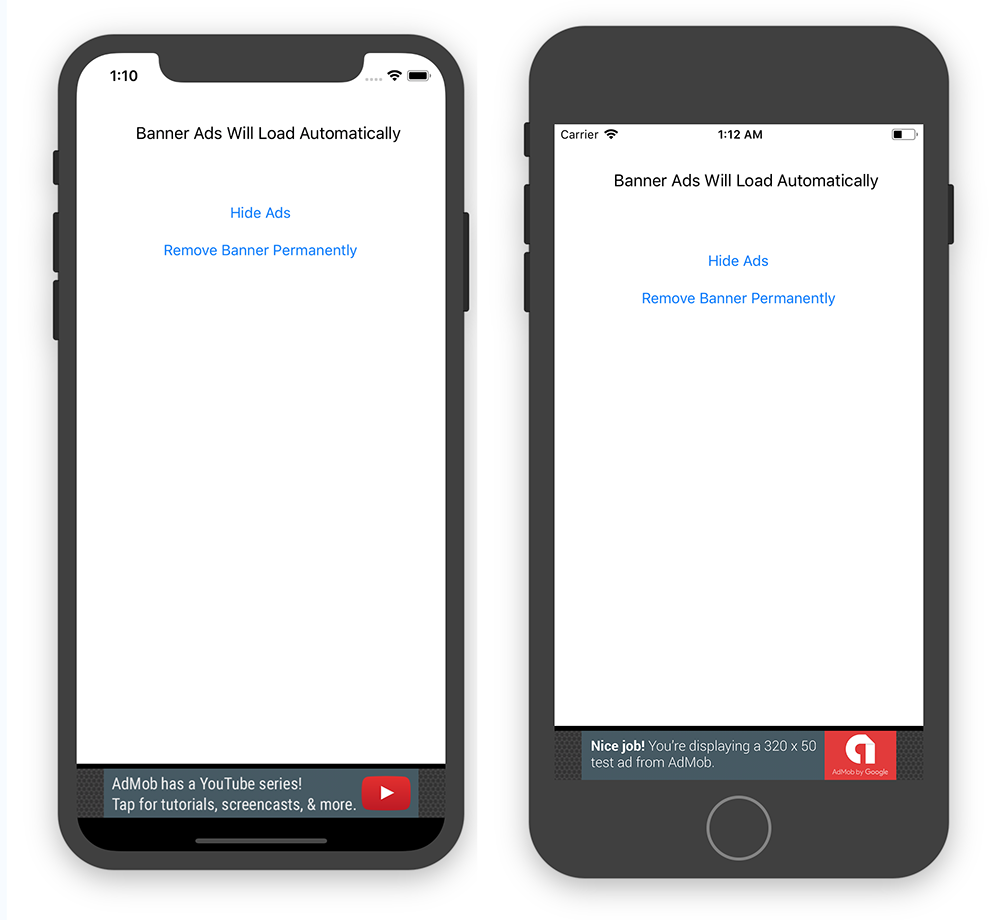 1:10
Banner Ads Will Load Automatically
Hide Ads
Remove Banner Permanently
AdMob has a YouTube series!
Tap for tutorials, screencasts, & more.
Carrier 1:12 AM
Banner Ads Will Load Automatically
Hide Ads
Remove Banner Permanently
Nice job! You're displaying a 320 x 50
test ad from AdMob.
AdMob by Google